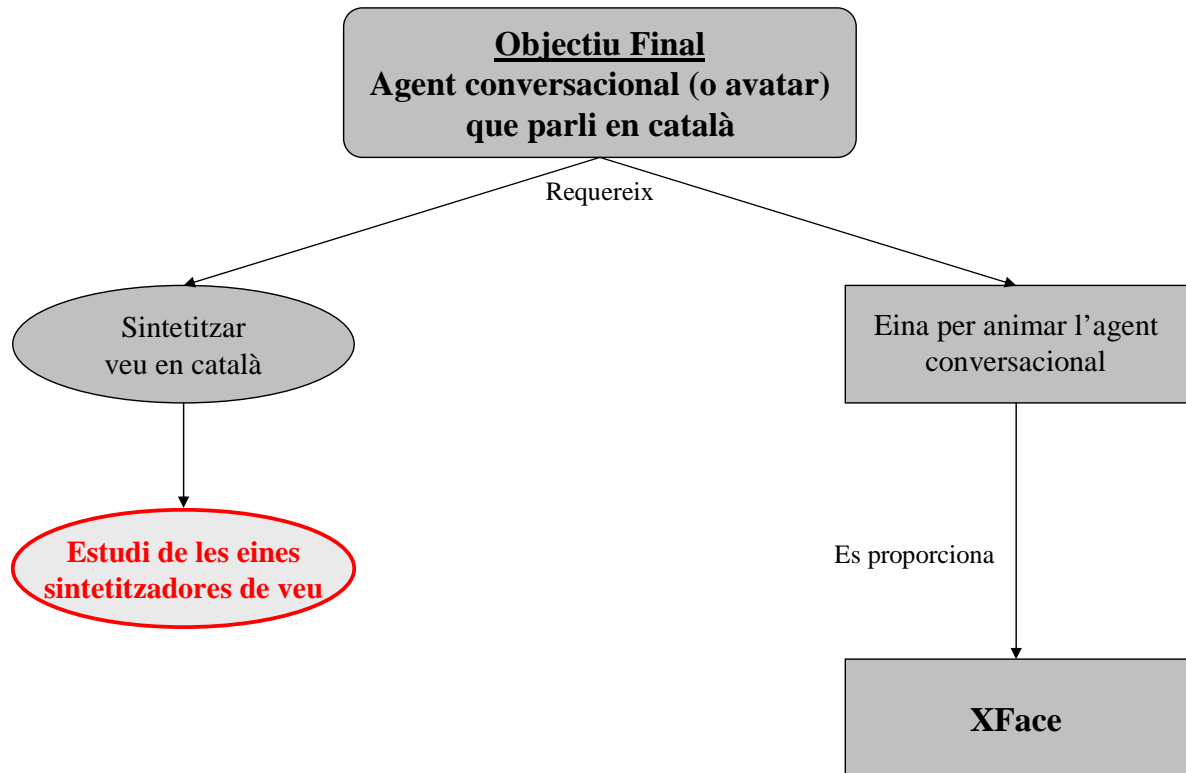 Objectiu Final
Agent conversacional (o avatar)
que parli en català
Requereix
Sintetitzar
veu en català
Eina per animar l’agent
conversacional
Estudi de les eines
sintetitzadores de veu
Es proporciona
XFace